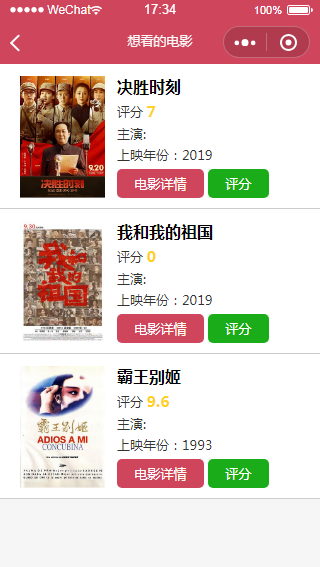 WeChat 17:34 100%
想看的电影
决胜时刻
评分 7
主演:
上映年份：2019
电影详情 评分
9.20
决胜时刻
我和我的祖国
评分 0
主演:
上映年份：2019
电影详情 评分
9.30
我和我的祖国
霸王别姬
评分 9.6
主演:
上映年份：1993
电影详情 评分
霸王别姬
ADIOS A MI
CONCUBINA